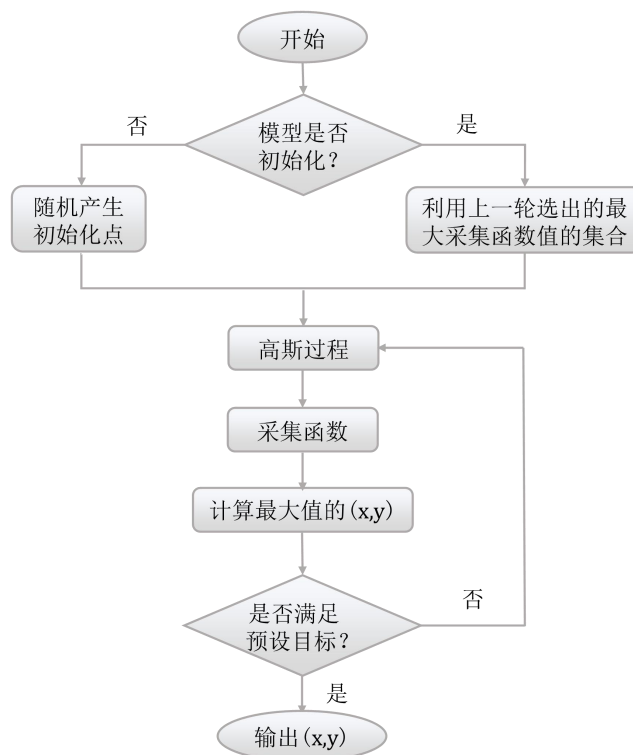 开始
否
模型是否
初始化？
是
随机产生
初始化点
利用上一轮选出的最
大采集函数值的集合
高斯过程
采集函数
计算最大值的(x,y)
是否满足
预设目标？
否
是
输出(x,y)